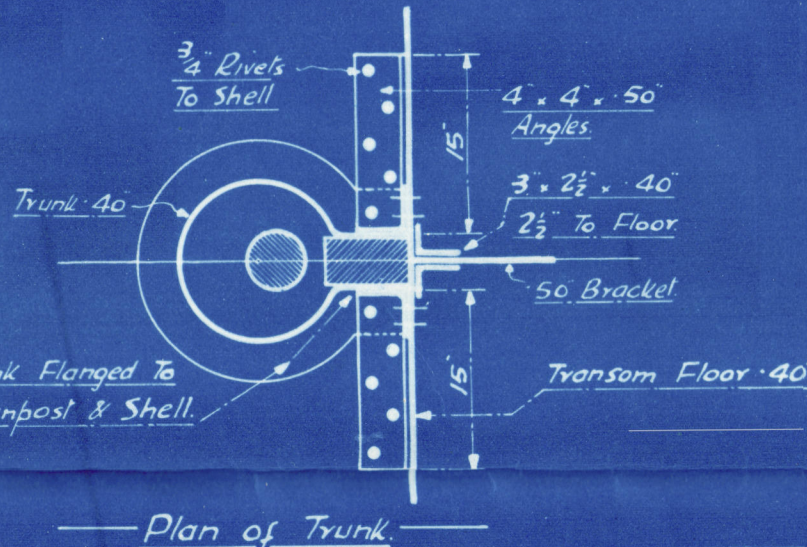 3/4" Rivets
To Shell
4" x 4" x ·50"
Angles.
15"
3" x 2 1/2" x ·40"
2 1/2" To Floor.
Trunk ·40"
·50" Bracket.
Flanged To
& Shell.
15"
Transom Floor ·40
Plan of Trunk.